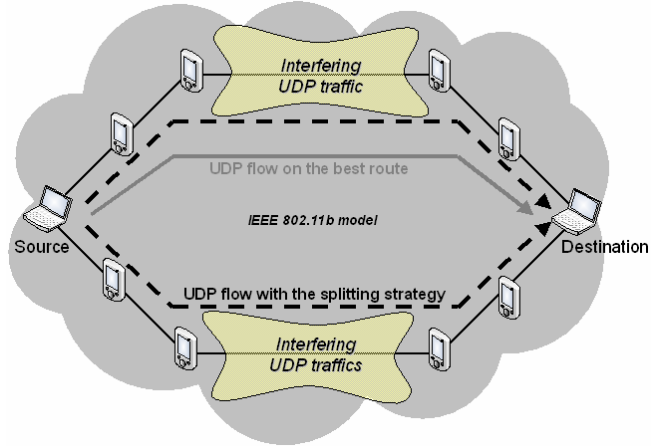 Interfering
UDP traffic
UDP flow on the best route
IEEE 802.11b model
Source
Destination
UDP flow with the splitting strategy
Interfering
UDP traffics